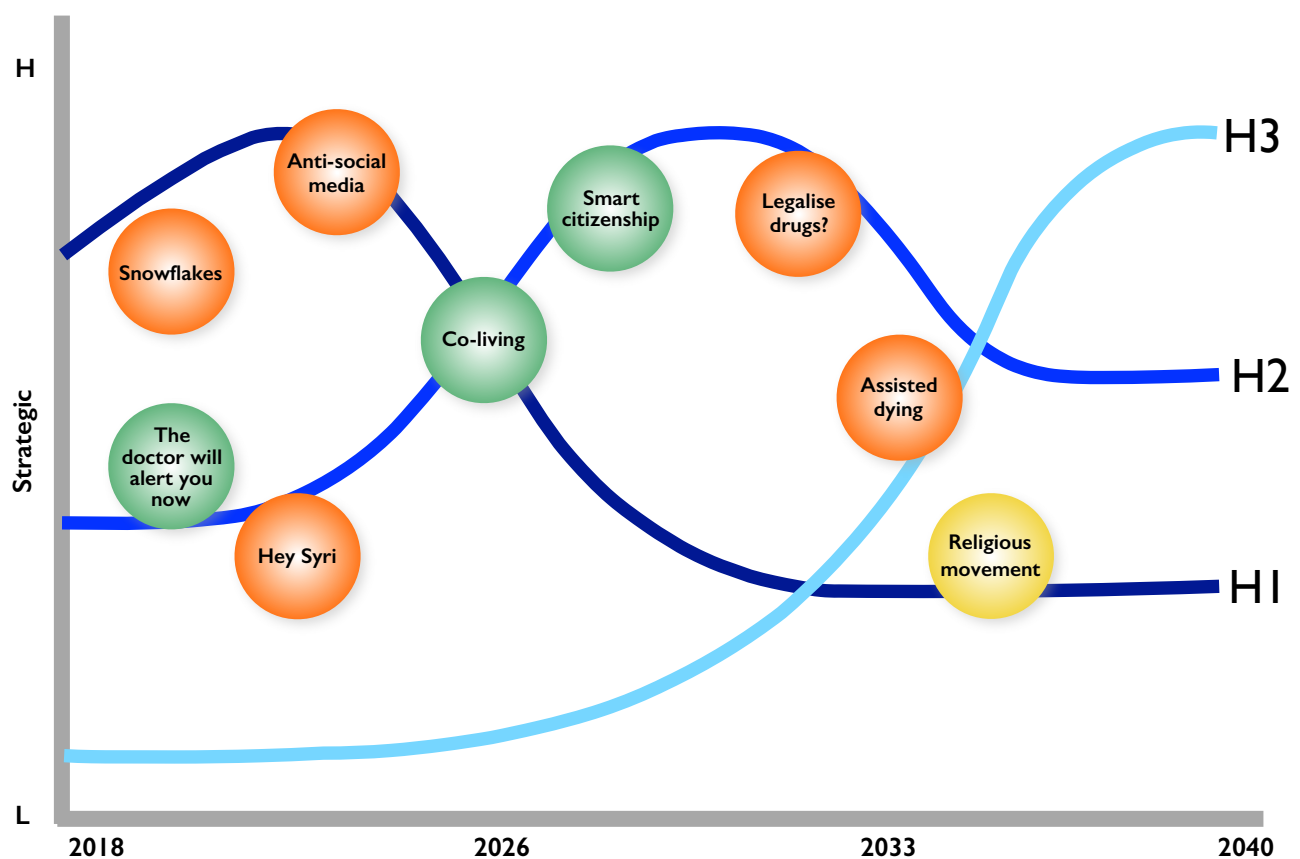 H
H3
Anti-social
media
Smart
citizenship
Legalise
drugs?
Snowflakes
Co-living
H2
Assisted
dying
Strategic
The
doctor will
alert you
now
Hey Syri
Religious
movement
H1
L
2018
2026
2033
2040